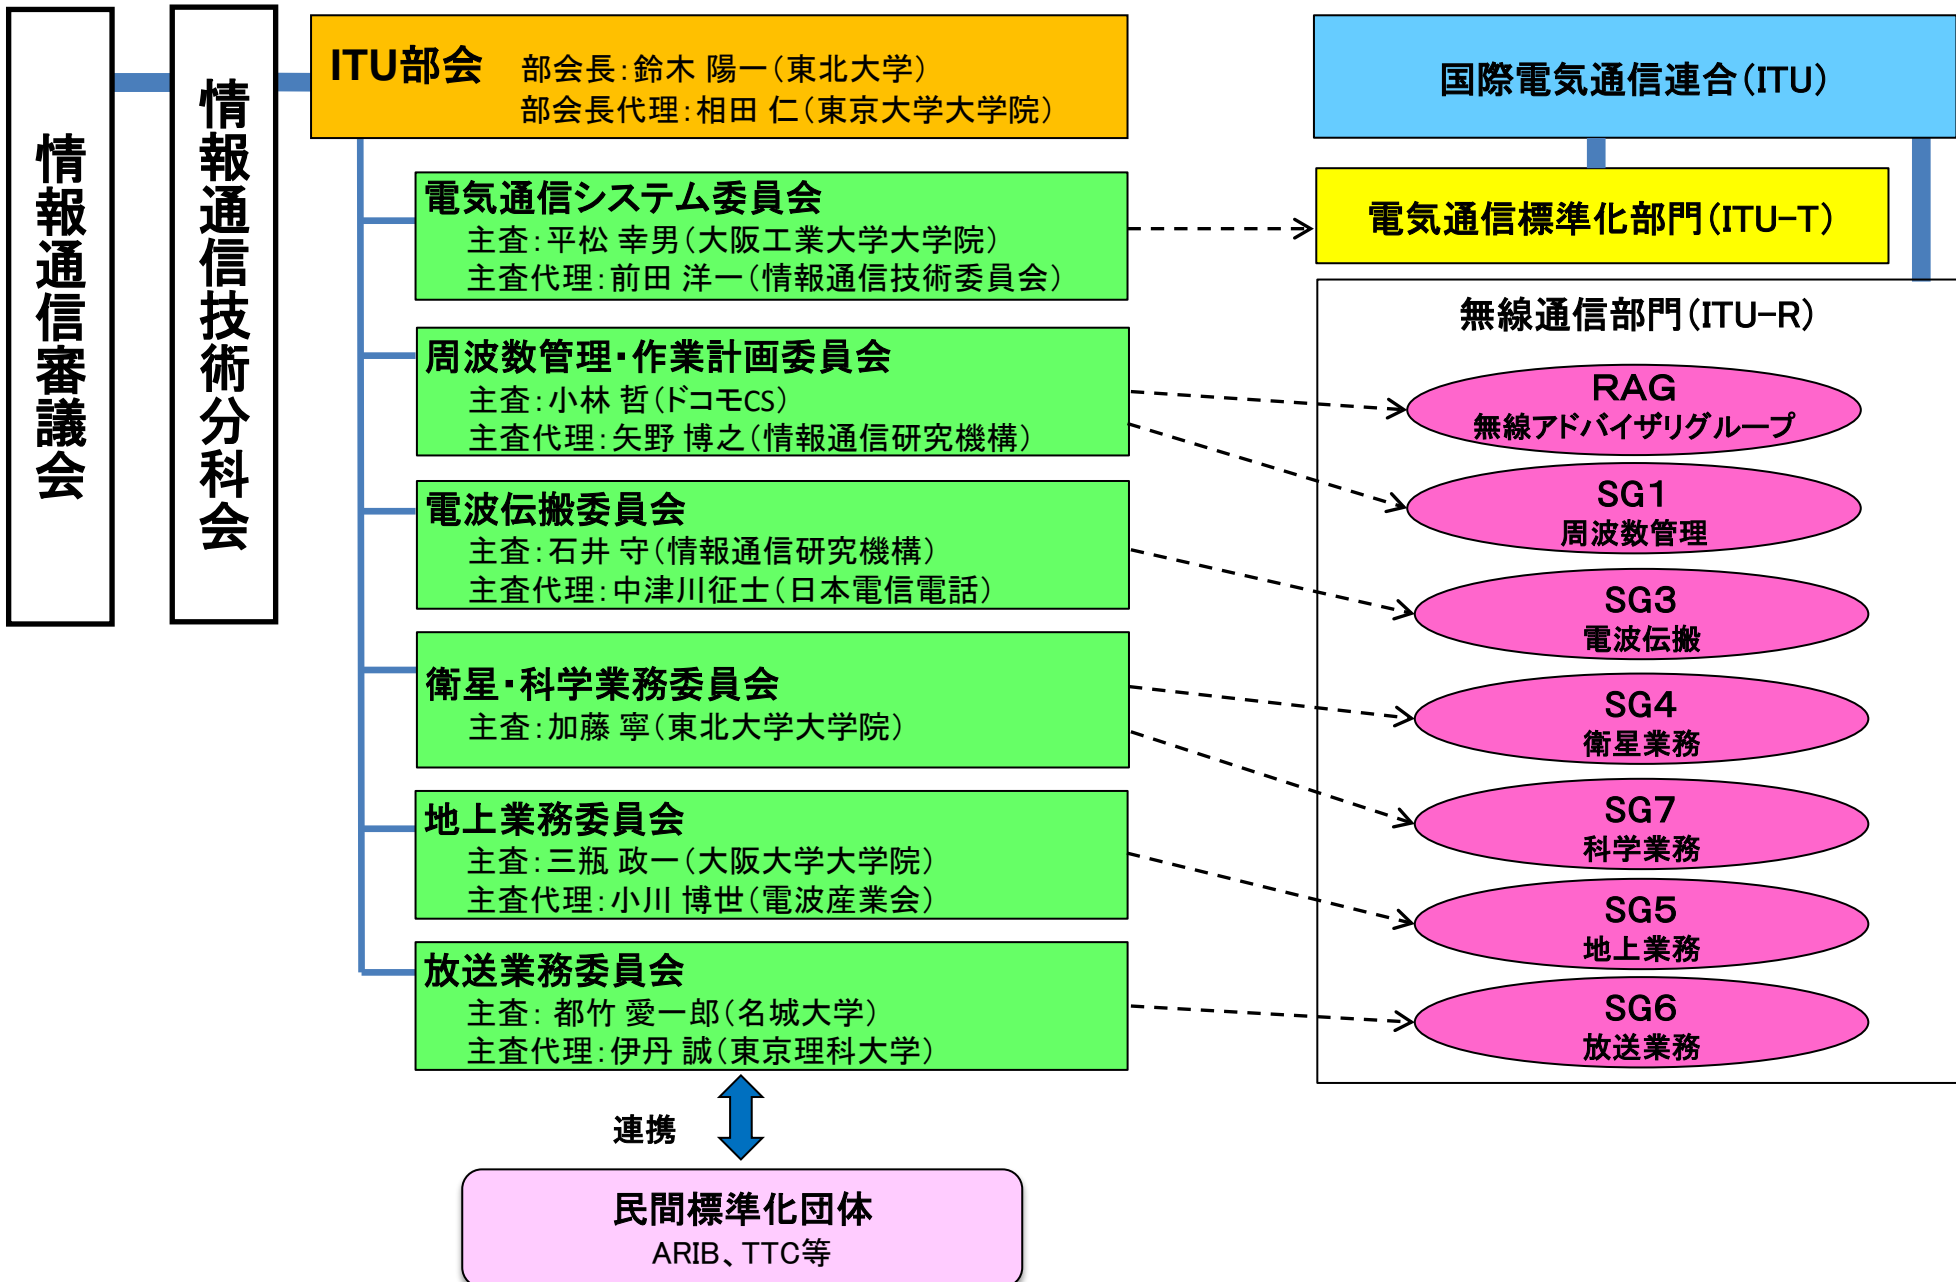 情報通信審議会
情報通信技術分科会
ITU部会
部会長：鈴木 陽一（東北大学）
部会長代理：相田 仁（東京大学大学院）
電気通信システム委員会
主査：平松 幸男（大阪工業大学大学院）
主査代理：前田 洋一（情報通信技術委員会）
周波数管理・作業計画委員会
主査：小林 哲（ドコモCS）
主査代理：矢野 博之（情報通信研究機構）
電波伝搬委員会
主査：石井 守（情報通信研究機構）
主査代理：中津川征士（日本電信電話）
衛星・科学業務委員会
主査：加藤 寧（東北大学大学院）
地上業務委員会
主査：三瓶 政一（大阪大学大学院）
主査代理：小川 博世（電波産業会）
放送業務委員会
主査： 都竹 愛一郎（名城大学）
主査代理：伊丹 誠（東京理科大学）
連携
民間標準化団体
ARIB、TTC等
国際電気通信連合（ITU）
電気通信標準化部門（ITU−T）
無線通信部門（ITU−R）
RAG
無線アドバイザリグループ
SG1
周波数管理
SG3
電波伝搬
SG4
衛星業務
SG7
科学業務
SG5
地上業務
SG6
放送業務